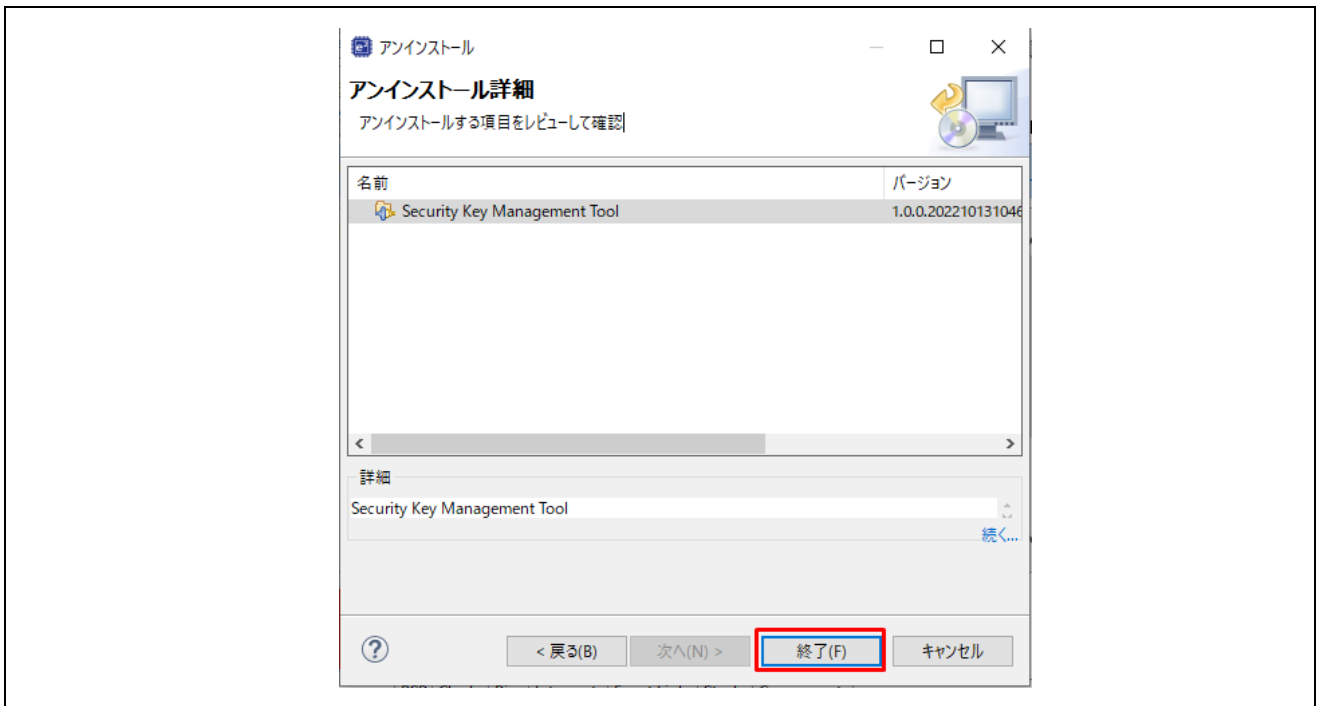 アンインストール
アンインストール詳細
アンインストールする項目をレビューして確認
名前 バージョン
Security Key Management Tool 1.0.0.202210131046
詳細
Security Key Management Tool
続く...
< 戻る(B) 次へ(N) > 終了(F) キャンセル